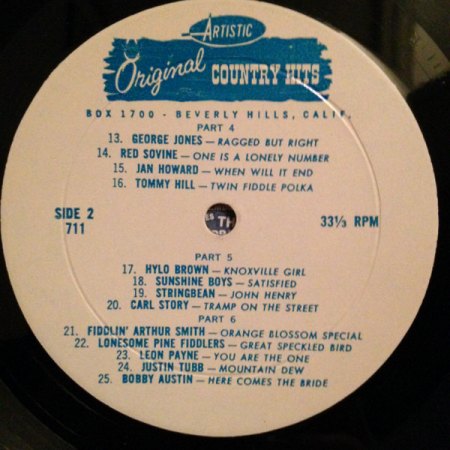 ARTISTIC
Original COUNTRY HITS
BOX 1700 - BEVERLY HILLS, CALIF.
PART 4
13. GEORGE JONES — RAGGED BUT RIGHT
14. RED SOVINE — ONE IS A LONELY NUMBER
15. JAN HOWARD — WHEN WILL IT END
16. TOMMY HILL — TWIN FIDDLE POLKA
SIDE 2
711
33⅓ RPM
PART 5
17. HYLO BROWN — KNOXVILLE GIRL
18. SUNSHINE BOYS — SATISFIED
19. STRINGBEAN — JOHN HENRY
20. CARL STORY — TRAMP ON THE STREET
PART 6
21. FIDDLIN' ARTHUR SMITH — ORANGE BLOSSOM SPECIAL
22. LONESOME PINE FIDDLERS — GREAT SPECKLED BIRD
23. LEON PAYNE — YOU ARE THE ONE
24. JUSTIN TUBB — MOUNTAIN DEW
25. BOBBY AUSTIN — HERE COMES THE BRIDE